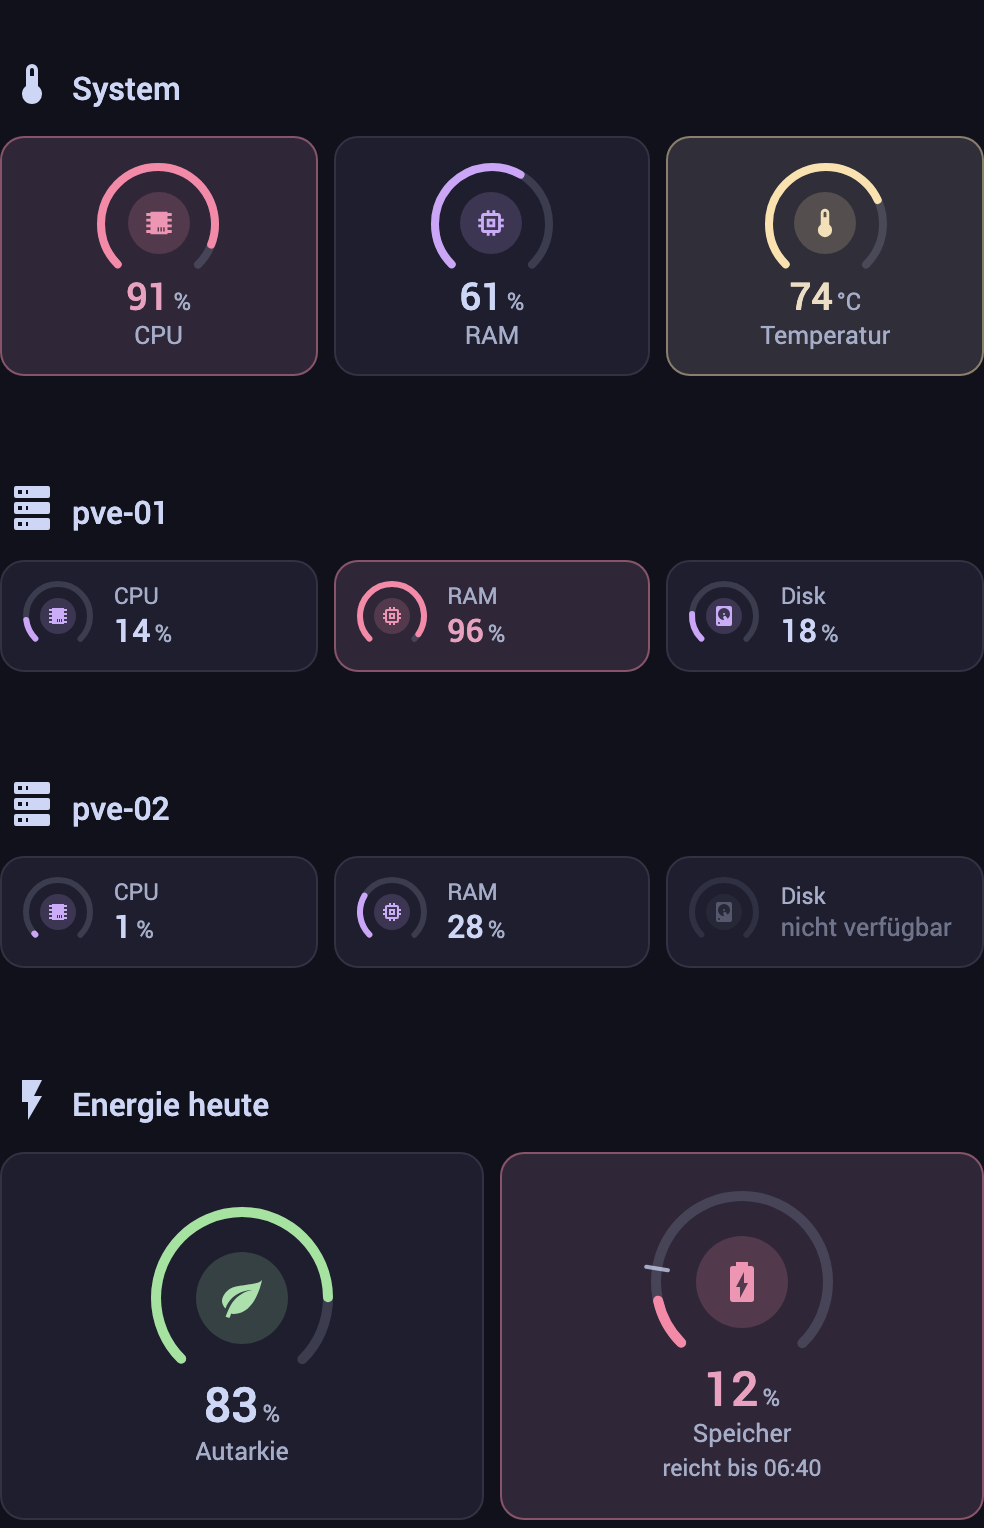 System
91 %
CPU
61 %
RAM
74 °C
Temperatur
pve-01
CPU
14 %
RAM
96 %
Disk
18 %
pve-02
CPU
1 %
RAM
28 %
Disk
nicht verfügbar
Energie heute
83 %
Autarkie
12 %
Speicher
reicht bis 06:40